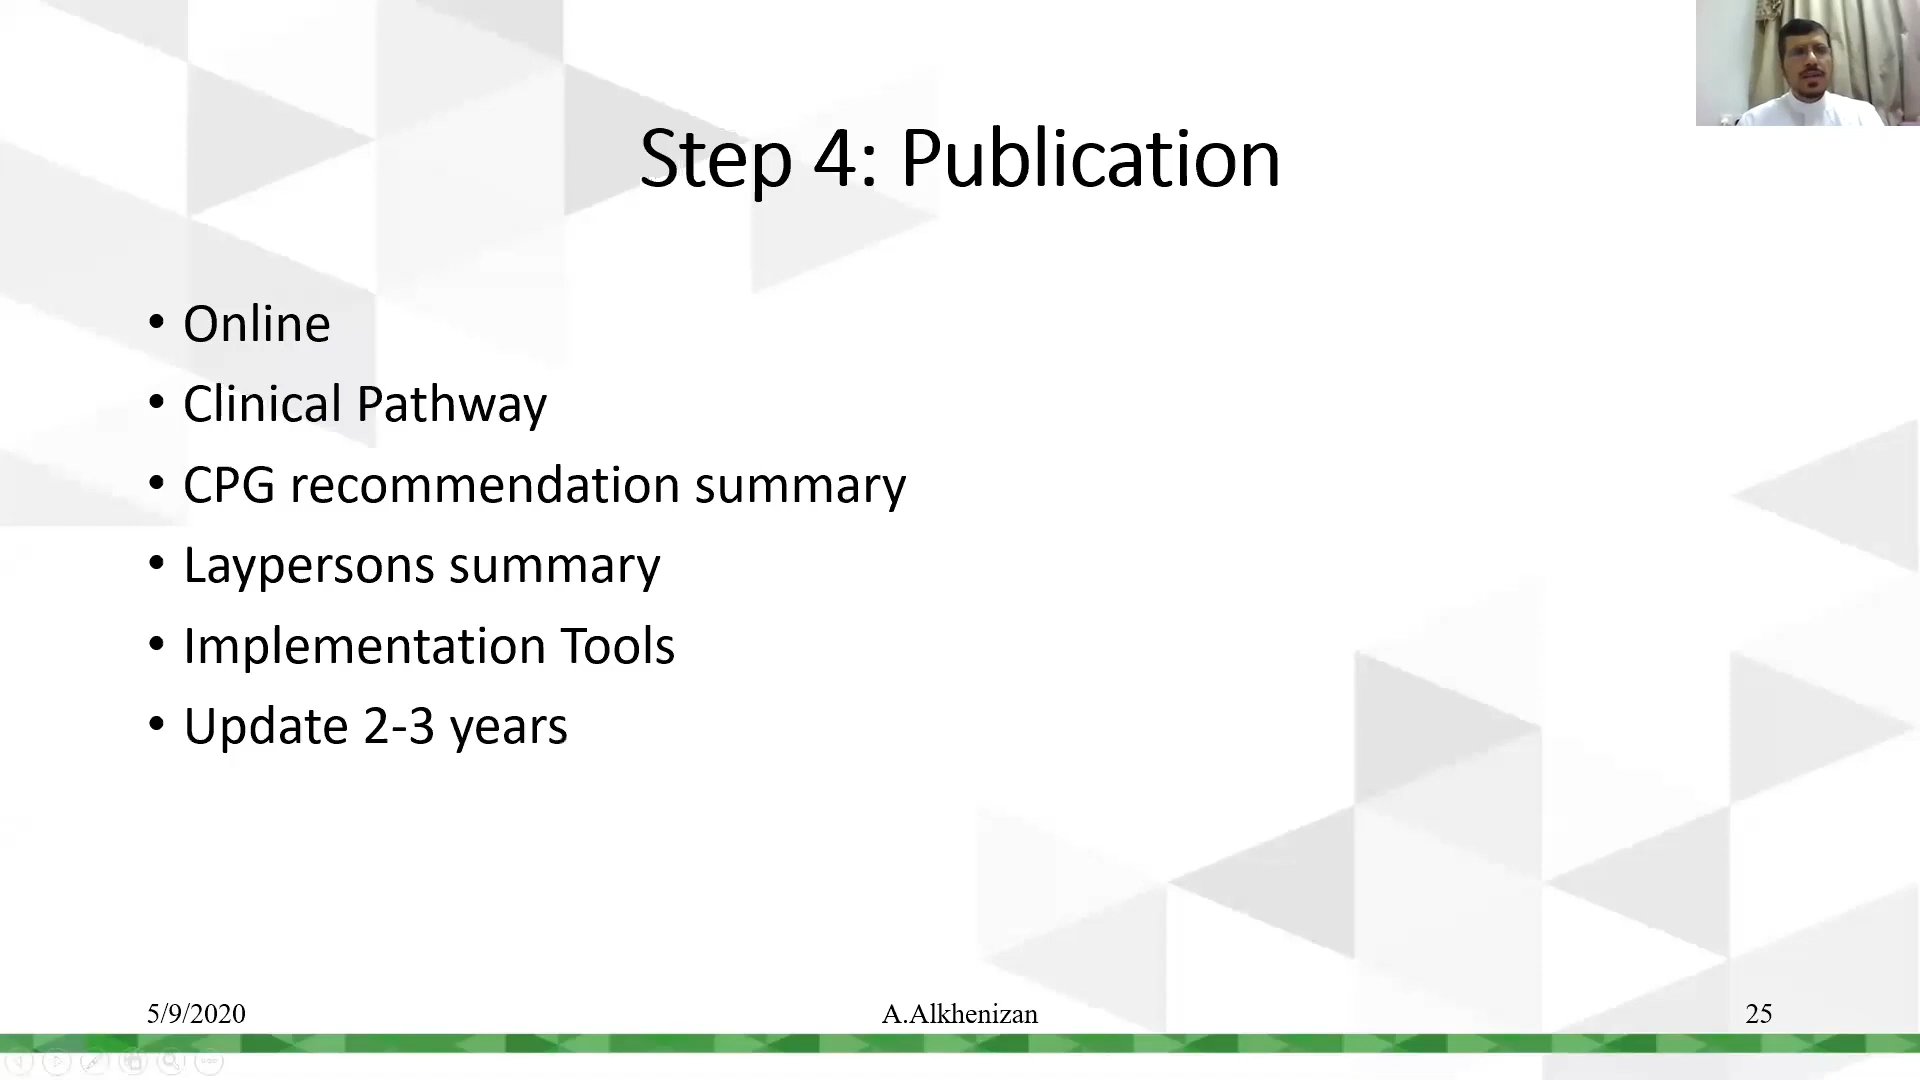 Step 4: Publication
• Online
• Clinical Pathway
• CPG recommendation summary
• Laypersons summary
• Implementation Tools
• Update 2-3 years
5/9/2020
A.Alkhenizan
25